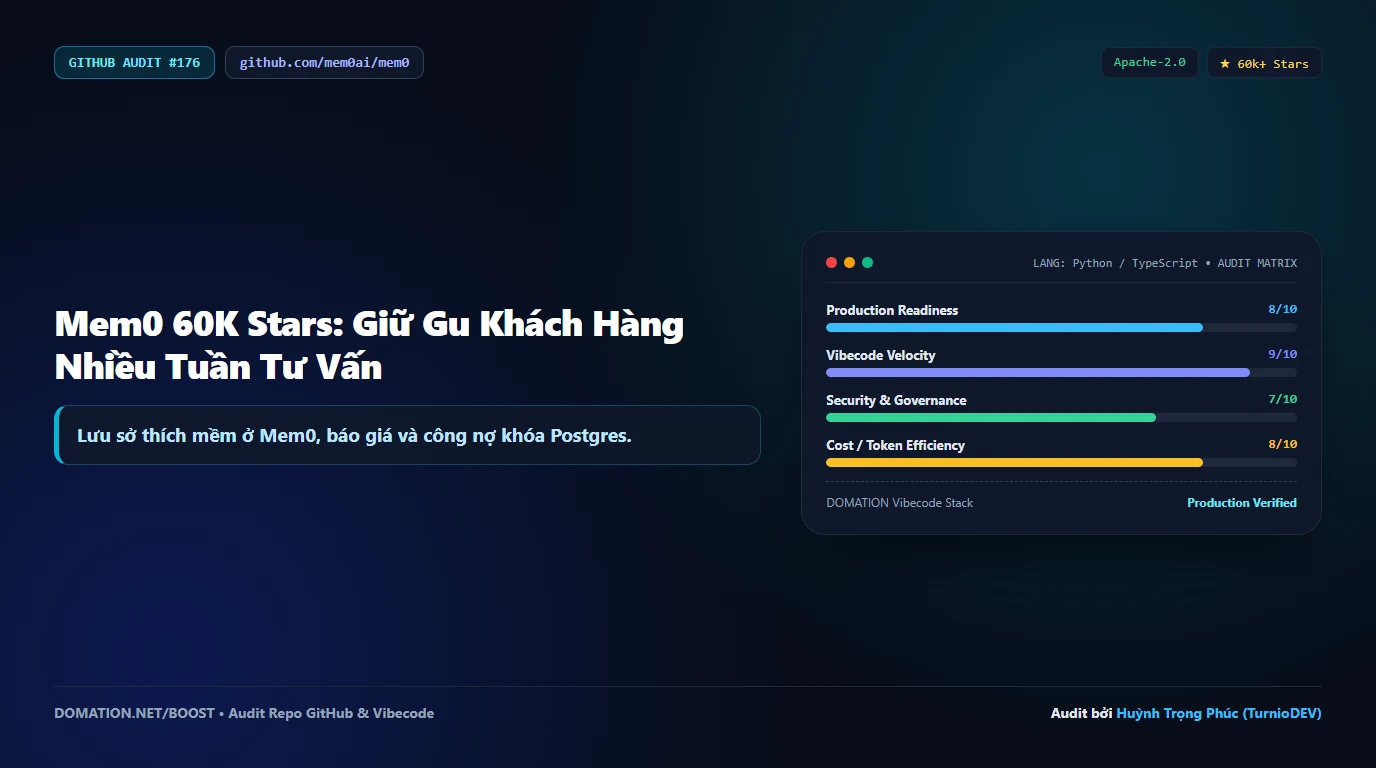 GITHUB AUDIT #176
github.com/mem0ai/mem0
Apache-2.0
★ 60k+ Stars
Mem0 60K Stars: Giữ Gu Khách Hàng
Nhiều Tuần Tư Vấn
Lưu sở thích mềm ở Mem0, báo giá và công nợ khóa Postgres.
LANG: Python / TypeScript • AUDIT MATRIX
Production Readiness 8/10
Vibecode Velocity 9/10
Security & Governance 7/10
Cost / Token Efficiency 8/10
DOMATION Vibecode Stack Production Verified
DOMATION.NET/BOOST • Audit Repo GitHub & Vibecode
Audit bởi Huỳnh Trọng Phúc (TurnioDEV)